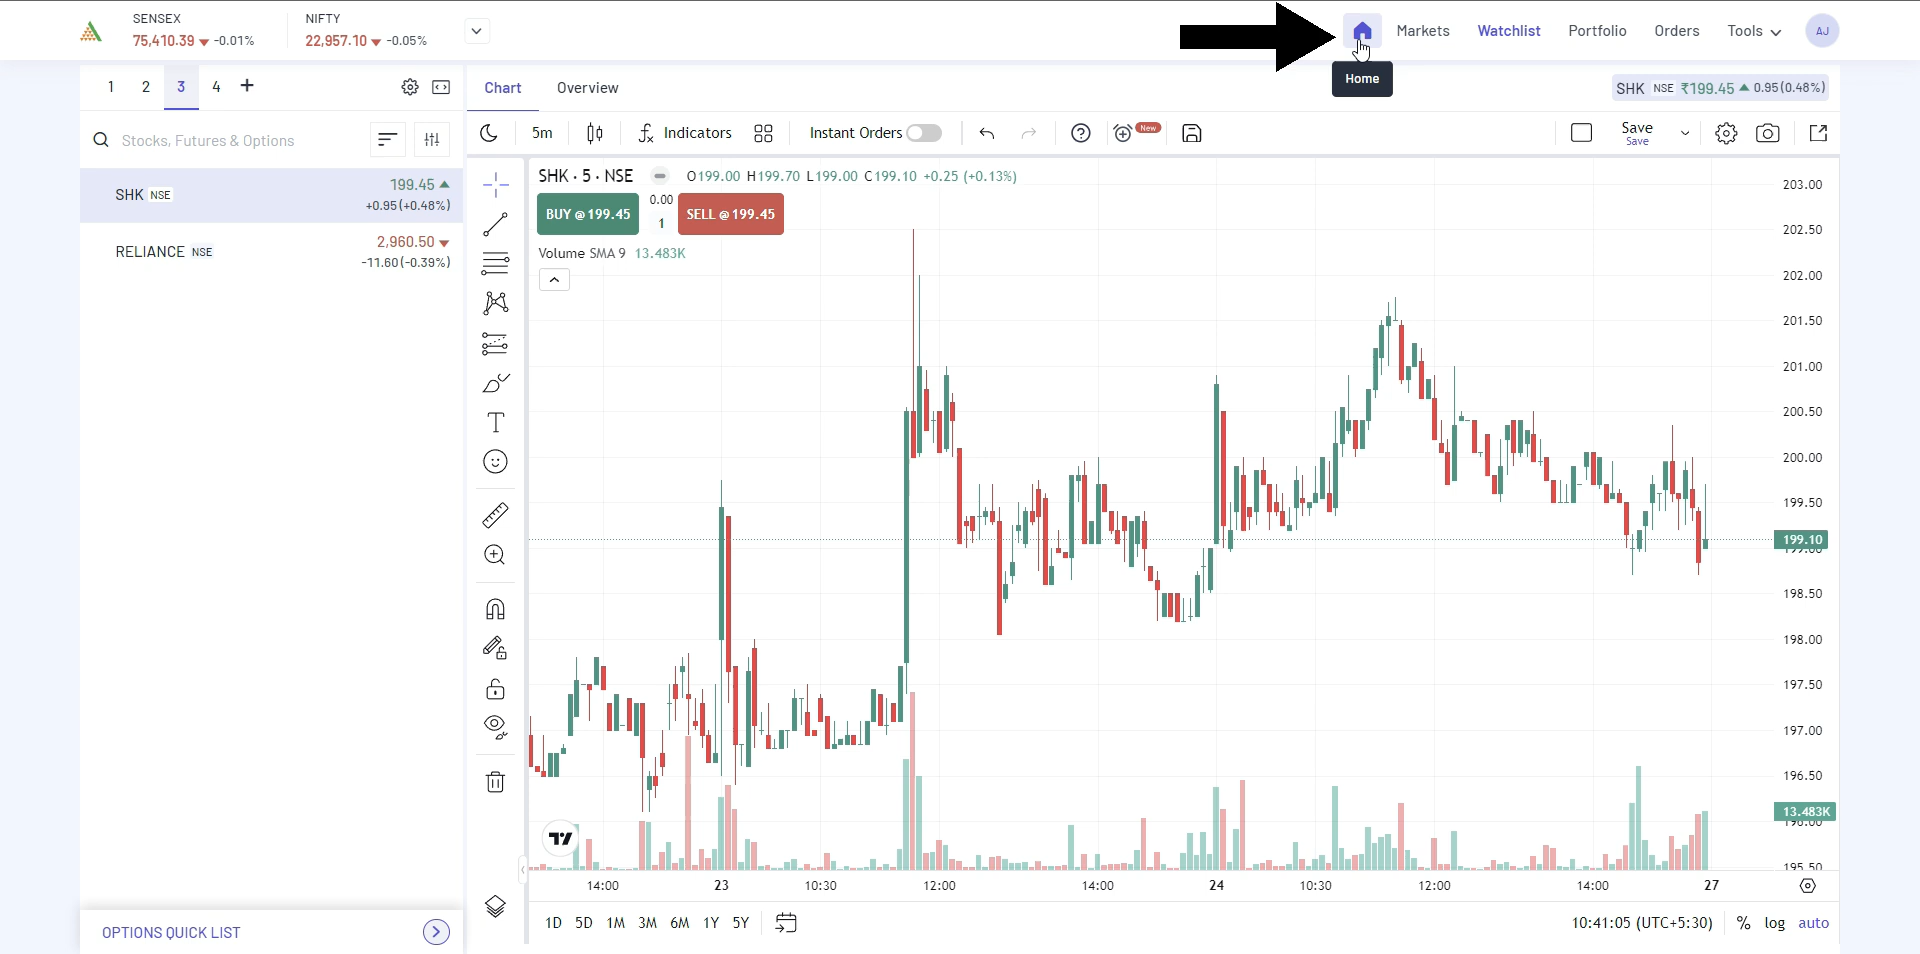 SENSEX
75,410.39 -0.01%
NIFTY
22,957.10 -0.05%
Markets Watchlist Portfolio Orders Tools AJ
Home
1 2 3 4 +
Stocks, Futures & Options
SHK NSE 199.45
+0.95(+0.48%)
RELIANCE NSE 2,960.50
-11.60(-0.39%)
OPTIONS QUICK LIST
Chart Overview
SHK NSE ₹199.45 0.95(0.48%)
5m Indicators Instant Orders New Save
Save
SHK · 5 · NSE O199.00 H199.70 L199.00 C199.10 +0.25 (+0.13%)
BUY @ 199.45 0.00 SELL @ 199.45
1
Volume SMA 9 13.483K
203.00
202.50
202.00
201.50
201.00
200.50
200.00
199.50
199.10
199.00
198.50
198.00
197.50
197.00
196.50
13.483K
196.00
195.50
14:00 23 10:30 12:00 14:00 24 10:30 12:00 14:00 27
1D 5D 1M 3M 6M 1Y 5Y 10:41:05 (UTC+5:30) % log auto